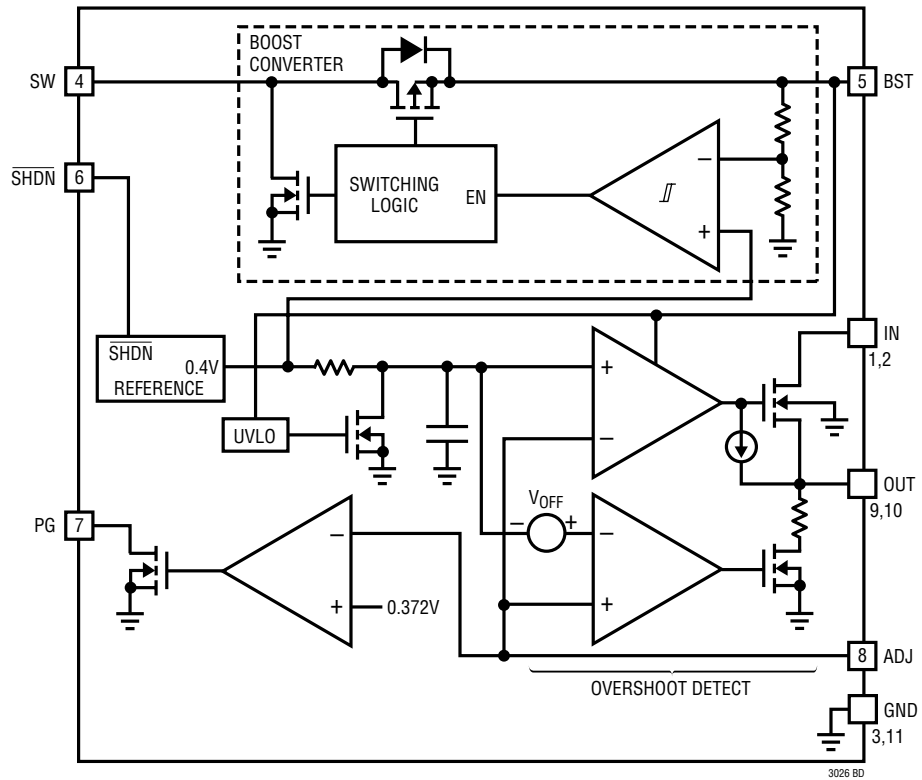 BOOST
CONVERTER
SW 4
5 BST
SHDN 6
SWITCHING
LOGIC
EN
−
+
SHDN
0.4V
REFERENCE
IN
1,2
UVLO
+
−
OUT
9,10
VOFF
− +
PG 7
−
+
0.372V
−
+
8 ADJ
OVERSHOOT DETECT
GND
3,11
3026 BD